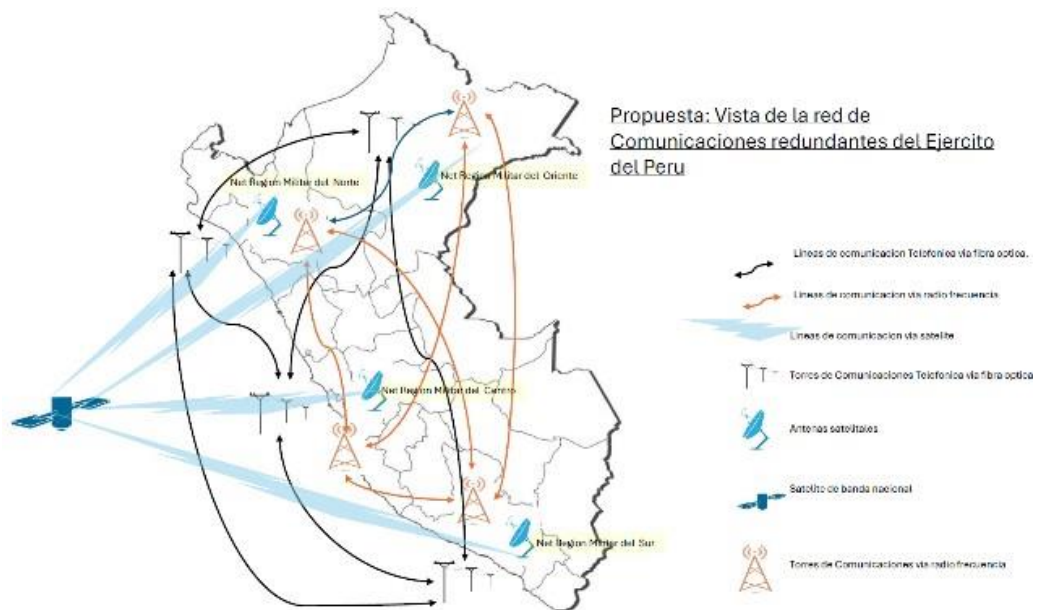 Propuesta: Vista de la red de
Comunicaciones redundantes del Ejercito
del Peru
Net Region Militar del Norte
Net Region Militar del Oriente
Net Region Militar del Centro
Net Region Militar del Sur
Lineas de comunicacion Telefonica via fibra optica.
Lineas de comunicacion via radio frecuencia
Lineas de comunicacion via satelite
Torres de Comunicaciones Telefonica via fibra optica
Antenas satelitales
Satelite de banda nacional
Torres de Comunicaciones via radio frecuencia